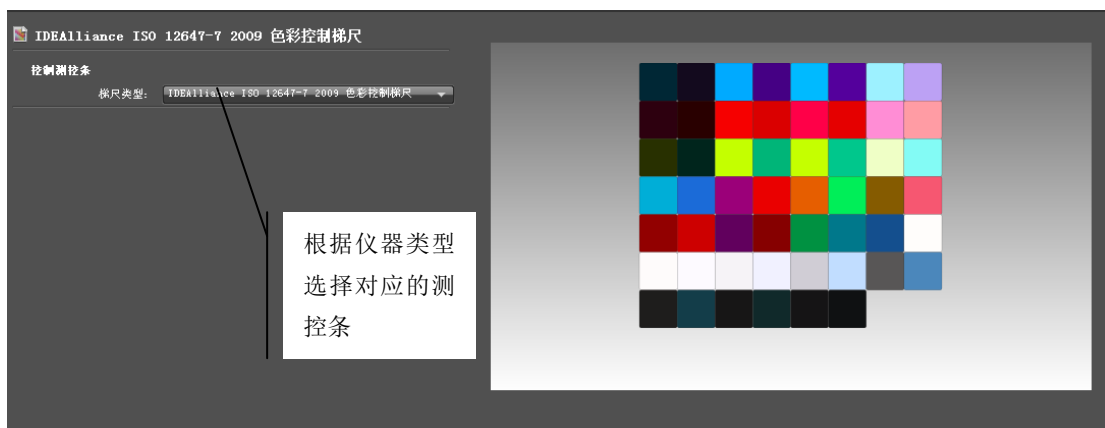 IDEAlliance ISO 12647-7 2009 色彩控制梯尺
控制测控条
梯尺类型: IDEAlliance ISO 12647-7 2009 色彩控制梯尺
根据仪器类型
选择对应的测
控条